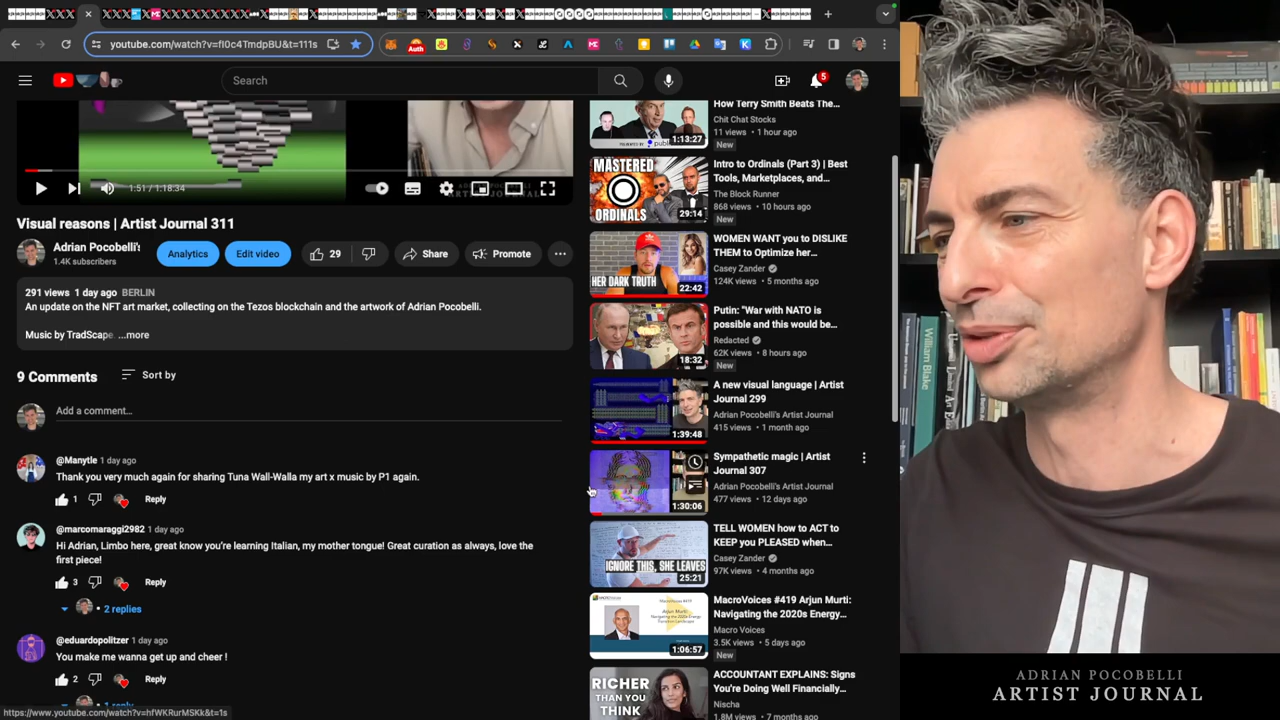 youtube.com/watch?v=fI0c4TmdpBU&t=111s
Auth
Search
5
1:51 / 1:18:34
Visual reasons | Artist Journal 311
Adrian Pocobelli's
1.4K subscribers
Analytics
Edit video
29
Share
Promote
291 views 1 day ago BERLIN
An update on the NFT art market, collecting on the Tezos blockchain and the artwork of Adrian Pocobelli.
Music by TradScape. ...more
9 Comments
Sort by
Add a comment...
@Manytle 1 day ago
Thank you very much again for sharing Tuna Wall-Walla my art x music by P1 again.
1
Reply
@marcomaraggi2982 1 day ago
Hi Adrian, Limbo here, great know you're learning Italian, my mother tongue! Great curation as always, love the
first piece!
3
Reply
2 replies
@eduardopolitzer 1 day ago
You make me wanna get up and cheer !
2
Reply
1 reply
https://www.youtube.com/watch?v=hfWKRurMSKk&t=1s
How Terry Smith Beats The...
Chit Chat Stocks
11 views • 1 hour ago
New
1:13:27
MASTERED
ORDINALS
29:14
Intro to Ordinals (Part 3) | Best
Tools, Marketplaces, and...
The Block Runner
868 views • 10 hours ago
New
HER DARK TRUTH
22:42
WOMEN WANT you to DISLIKE
THEM to Optimize her...
Casey Zander
124K views • 5 months ago
18:32
Putin: "War with NATO is
possible and this would be...
Redacted
62K views • 8 hours ago
New
1:39:48
A new visual language | Artist
Journal 299
Adrian Pocobelli's Artist Journal
415 views • 1 month ago
1:30:06
Sympathetic magic | Artist
Journal 307
Adrian Pocobelli's Artist Journal
477 views • 12 days ago
IGNORE THIS, SHE LEAVES
25:21
TELL WOMEN how to ACT to
KEEP you PLEASED when...
Casey Zander
97K views • 4 months ago
1:06:57
MacroVoices #419 Arjun Murti:
Navigating the 2020s Energy...
Macro Voices
3.5K views • 5 days ago
New
RICHER
THAN YOU
THINK
ACCOUNTANT EXPLAINS: Signs
You're Doing Well Financially...
Nischa
1.8M views • 7 months ago
William Blake
ADRIAN POCOBELLI
ARTIST JOURNAL